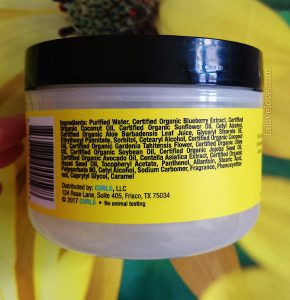 Ingredients: Purified Water, Certified Organic Blueberry Extract, Certified
Organic Coconut Oil, Certified Organic Sunflower Oil, Cetyl Alcohol,
Certified Organic Aloe Barbadensis Leaf Juice, Glyceryl Stearate SE,
Ethylhexyl Palmitate, Sorbitol, Cetearyl Alcohol, Certified Organic Coconut
Oil, Certified Organic Gardenia Tahitensis Flower, Certified Organic Olive
Oil, Certified Organic Soybean Oil, Certified Organic Jojoba Seed Oil,
Certified Organic Avocado Oil, Centella Asiatica Extract, Certified Organic
Oil, Tocopheryl Acetate, Panthenol, Allantoin, Stearic Acid,
Polysorbate 60, Cetyl Alcohol, Sodium Carbomer, Fragrance, Phenoxyethanol,
Caprylyl Glycol, Caramel
Distributed by: CURLS, LLC
124 Rose Lane, Suite 405, Frisco, TX 75034
© 2017 CURLS • No animal testing